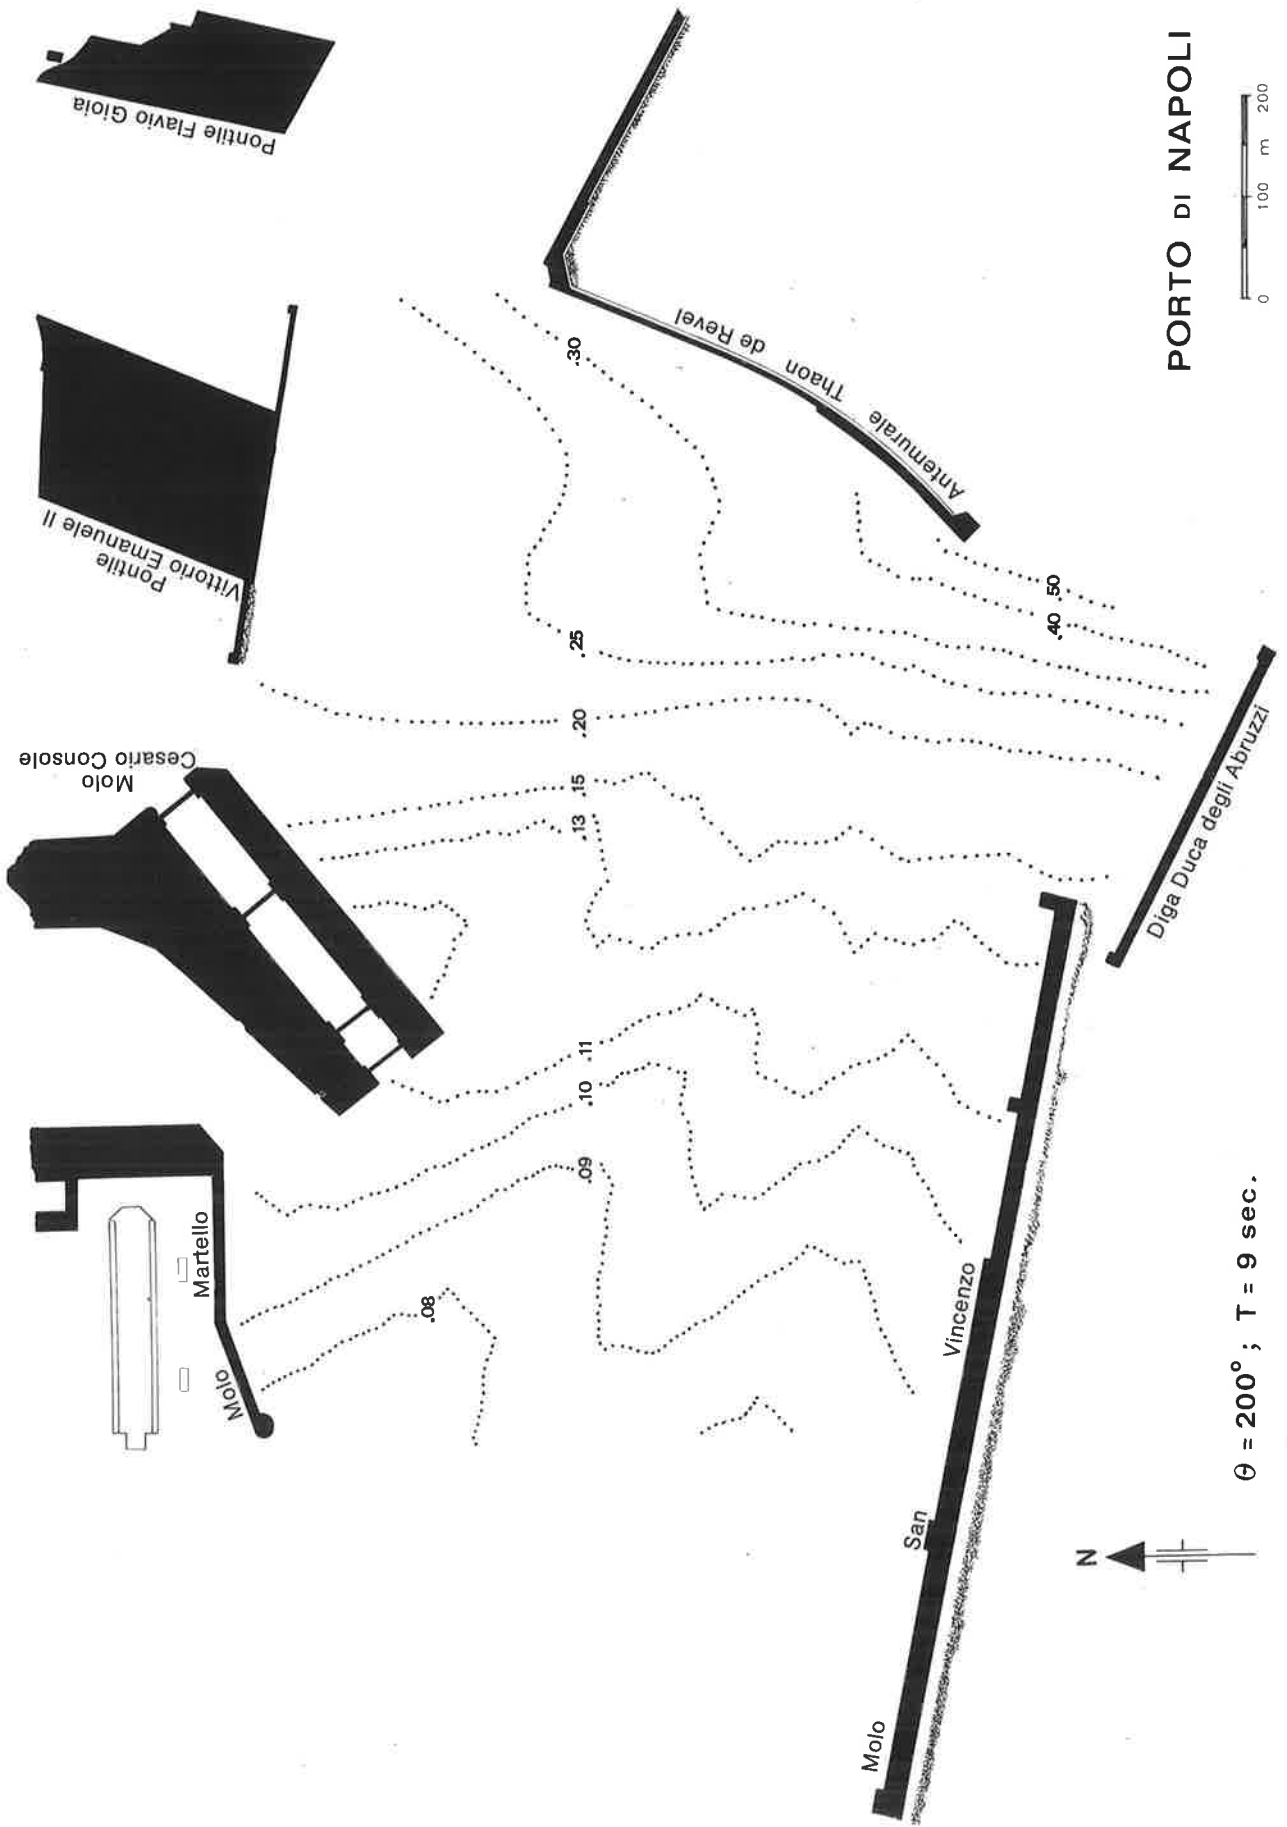 Pontile Flavio Gioia
Pontile
Vittorio Emanuele II
Molo
Cesario Console
Martello
Molo
Antemurale Thaon de Revel
.30
.25
.20
.15
.13
.11
.10
.09
.08
.50
.40
Diga Duca degli Abruzzi
Molo San Vincenzo
PORTO DI NAPOLI
0 100 m 200
N
θ = 200° ; T = 9 sec.